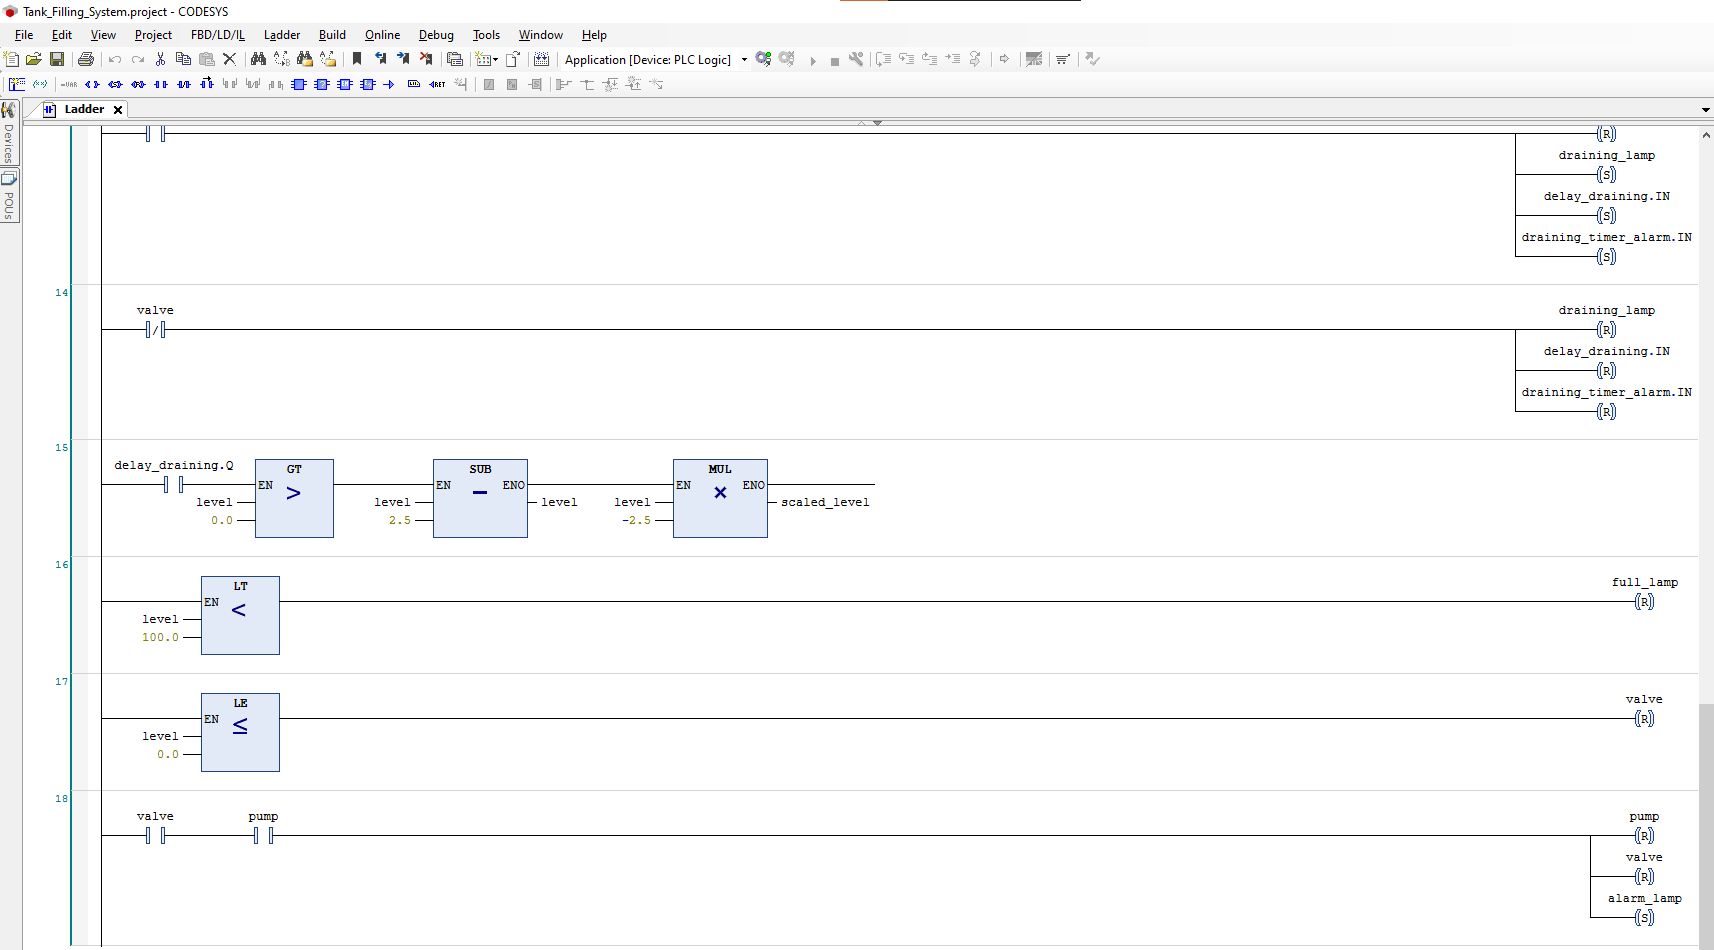 Tank_Filling_System.project - CODESYS
File Edit View Project FBD/LD/IL Ladder Build Online Debug Tools Window Help
Application [Device: PLC Logic]
Ladder
Devices
POUs
R
draining_lamp
S
delay_draining.IN
S
draining_timer_alarm.IN
S
14
valve
/
draining_lamp
R
delay_draining.IN
R
draining_timer_alarm.IN
R
15
delay_draining.Q
GT
EN
>
level
0.0
SUB
EN ENO
−
level level
2.5
MUL
EN ENO
×
level scaled_level
-2.5
16
LT
EN
<
level
100.0
full_lamp
R
17
LE
EN
≤
level
0.0
valve
R
18
valve pump
pump
R
valve
R
alarm_lamp
S